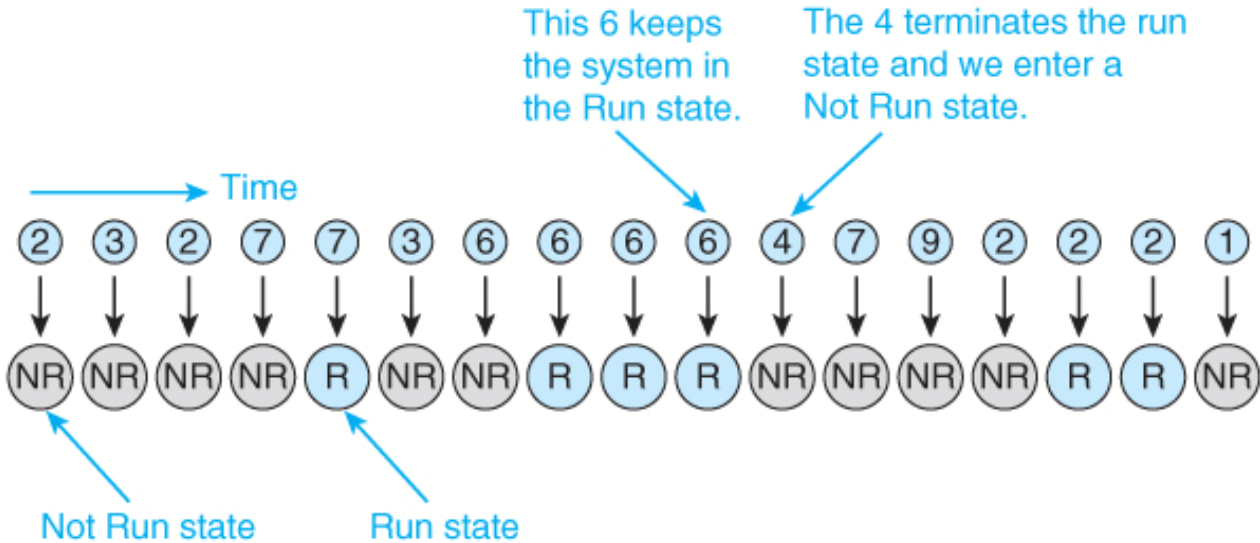 This 6 keeps
the system in
the Run state.
The 4 terminates the run
state and we enter a
Not Run state.
Time
2 3 2 7 7 3 6 6 6 6 4 7 9 2 2 2 1
NR NR NR NR R NR NR R R R NR NR NR NR R R NR
Not Run state
Run state